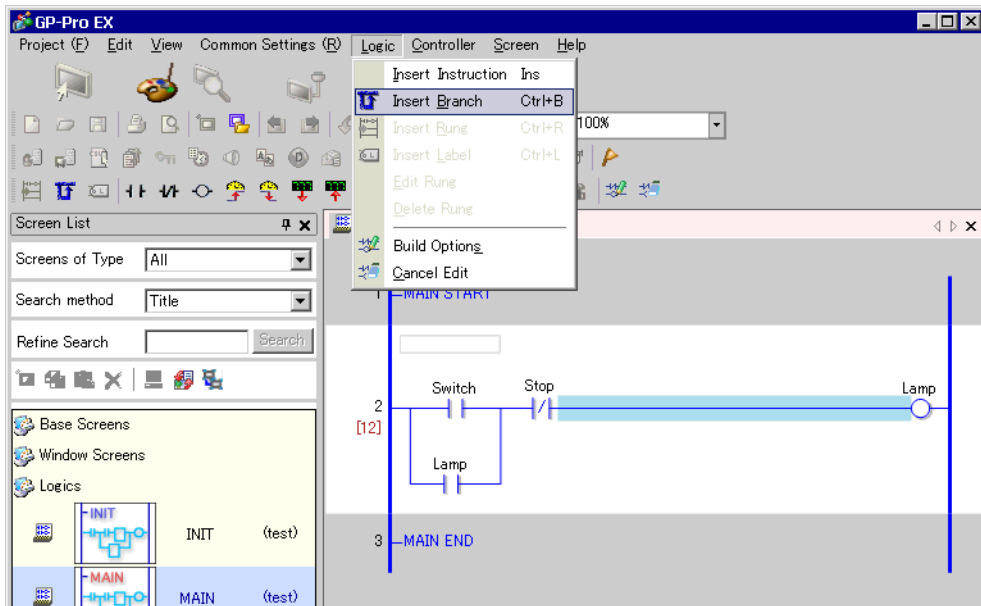 GP-Pro EX
Project (F) Edit View Common Settings (R) Logic Controller Screen Help
Insert Instruction Ins
Insert Branch Ctrl+B
Insert Rung Ctrl+R
100%
Insert Label Ctrl+L
Edit Rung
Delete Rung
Build Options
Cancel Edit
Screen List
Screens of Type All
Search method Title
Refine Search Search
Base Screens
Window Screens
Logics
INIT
INIT (test)
MAIN
MAIN (test)
1 MAIN START
Switch Stop Lamp
2
[12]
Lamp
3 MAIN END